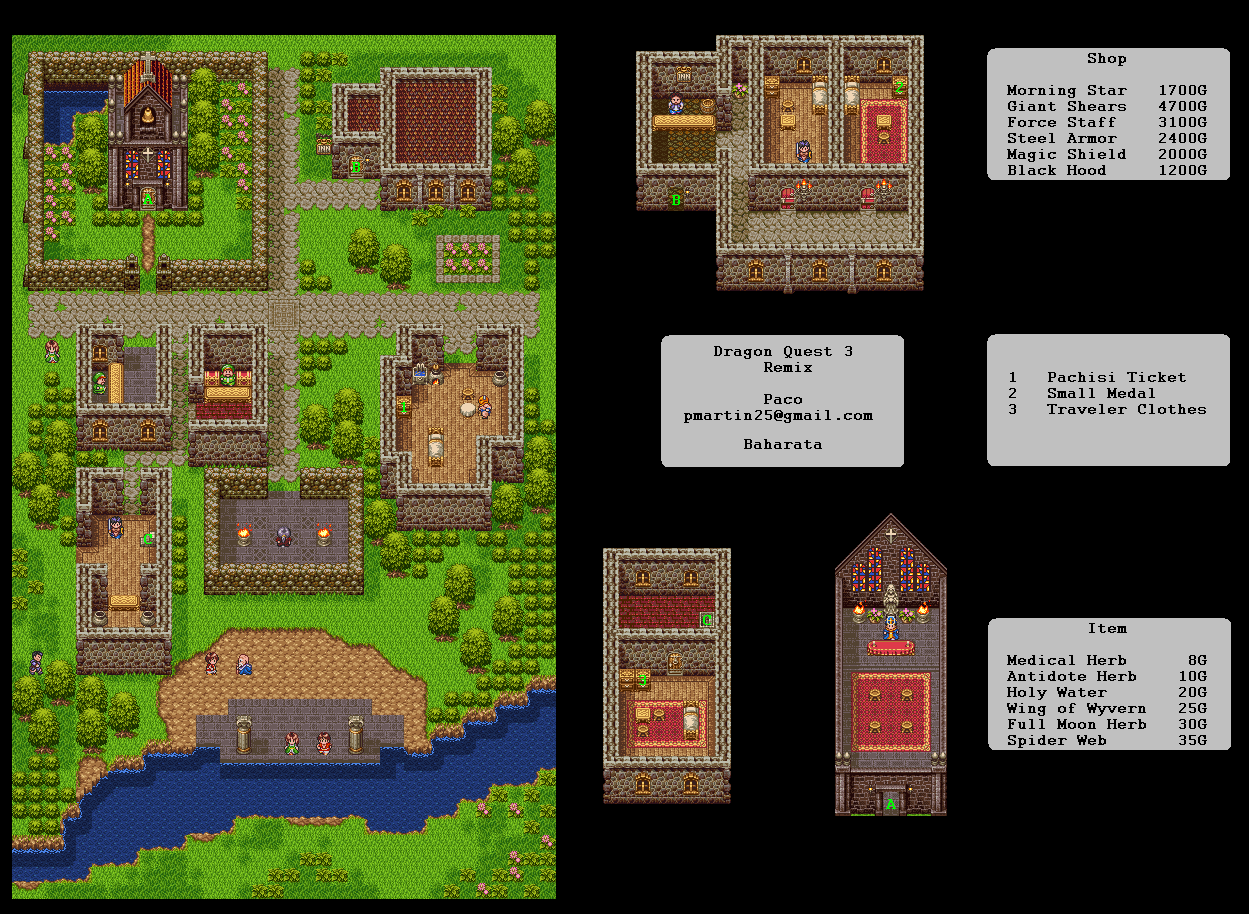 Shop
Morning Star 1700G
Giant Shears 4700G
Force Staff 3100G
Steel Armor 2400G
Magic Shield 2000G
Black Hood 1200G
A
B
B
2
Dragon Quest 3
Remix
Paco
pmartin25@gmail.com
Baharata
1 Pachisi Ticket
2 Small Medal
3 Traveler Clothes
1
C
C
3
A
Item
Medical Herb 8G
Antidote Herb 10G
Holy Water 20G
Wing of Wyvern 25G
Full Moon Herb 30G
Spider Web 35G